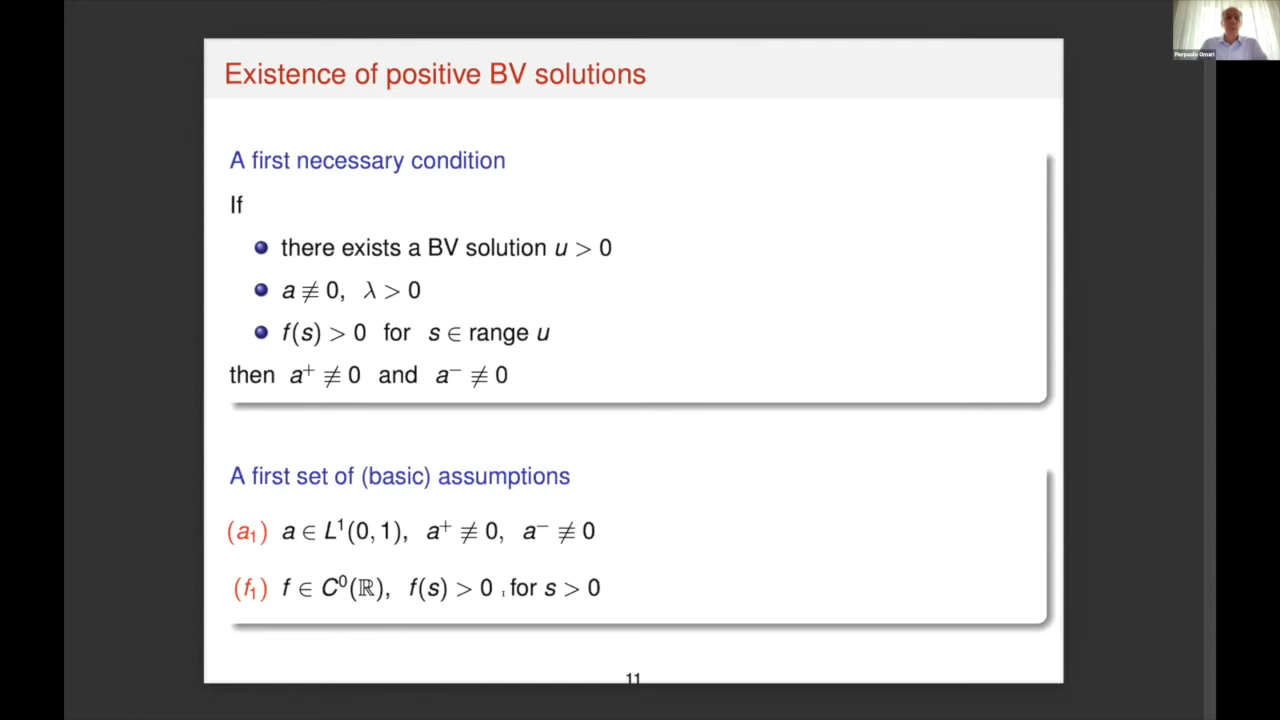 Pierpaolo Omari
Existence of positive BV solutions
A first necessary condition
If
there exists a BV solution u > 0
a ≢ 0, λ > 0
f(s) > 0 for s ∈ range u
then a⁺ ≢ 0 and a⁻ ≢ 0
A first set of (basic) assumptions
(a₁) a ∈ L¹(0, 1), a⁺ ≢ 0, a⁻ ≢ 0
(f₁) f ∈ C⁰(ℝ), f(s) > 0 for s > 0
11